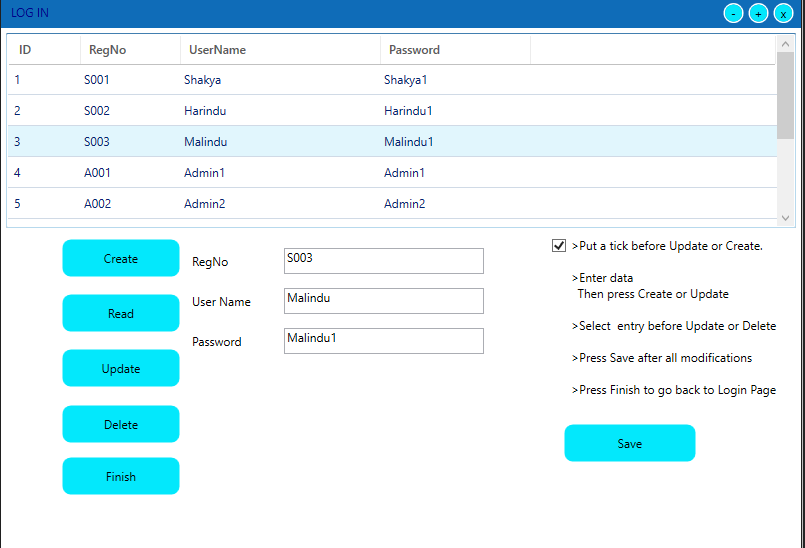 LOG IN - + x
ID RegNo UserName Password
1 S001 Shakya Shakya1
2 S002 Harindu Harindu1
3 S003 Malindu Malindu1
4 A001 Admin1 Admin1
5 A002 Admin2 Admin2
Create
Read
Update
Delete
Finish
RegNo S003
User Name Malindu
Password Malindu1
>Put a tick before Update or Create.
>Enter data
Then press Create or Update
>Select entry before Update or Delete
>Press Save after all modifications
>Press Finish to go back to Login Page
Save